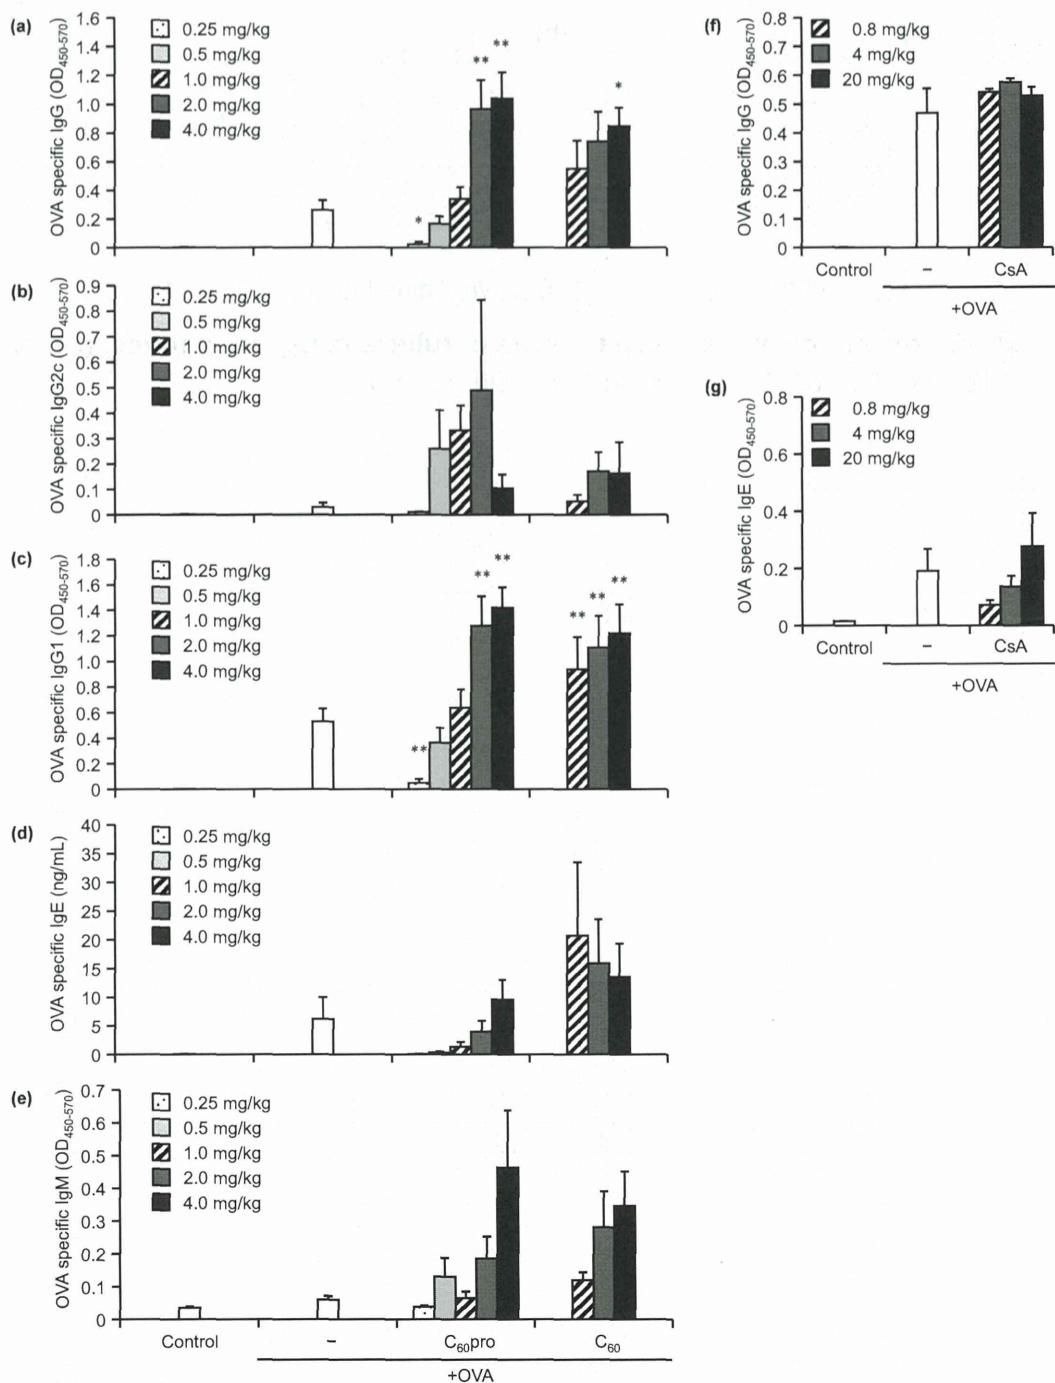 (a)
OVA specific IgG (OD450-570)
1.6
1.4
1.2
1.0
0.8
0.6
0.4
0.2
0
0.25 mg/kg
0.5 mg/kg
1.0 mg/kg
2.0 mg/kg
4.0 mg/kg
*
**
**
*
(b)
OVA specific IgG2c (OD450-570)
0.9
0.8
0.7
0.6
0.5
0.4
0.3
0.2
0.1
0
0.25 mg/kg
0.5 mg/kg
1.0 mg/kg
2.0 mg/kg
4.0 mg/kg
(c)
OVA specific IgG1 (OD450-570)
1.8
1.6
1.4
1.2
1.0
0.8
0.6
0.4
0.2
0
0.25 mg/kg
0.5 mg/kg
1.0 mg/kg
2.0 mg/kg
4.0 mg/kg
**
**
**
**
**
**
(d)
OVA specific IgE (ng/mL)
40
35
30
25
20
15
10
5
0
0.25 mg/kg
0.5 mg/kg
1.0 mg/kg
2.0 mg/kg
4.0 mg/kg
(e)
OVA specific IgM (OD450-570)
0.7
0.6
0.5
0.4
0.3
0.2
0.1
0
0.25 mg/kg
0.5 mg/kg
1.0 mg/kg
2.0 mg/kg
4.0 mg/kg
Control – C60pro C60
+OVA
(f)
OVA specific IgG (OD450-570)
0.8
0.7
0.6
0.5
0.4
0.3
0.2
0.1
0
0.8 mg/kg
4 mg/kg
20 mg/kg
Control – CsA
+OVA
(g)
OVA specific IgE (OD450-570)
0.8
0.6
0.4
0.2
0
0.8 mg/kg
4 mg/kg
20 mg/kg
Control – CsA
+OVA